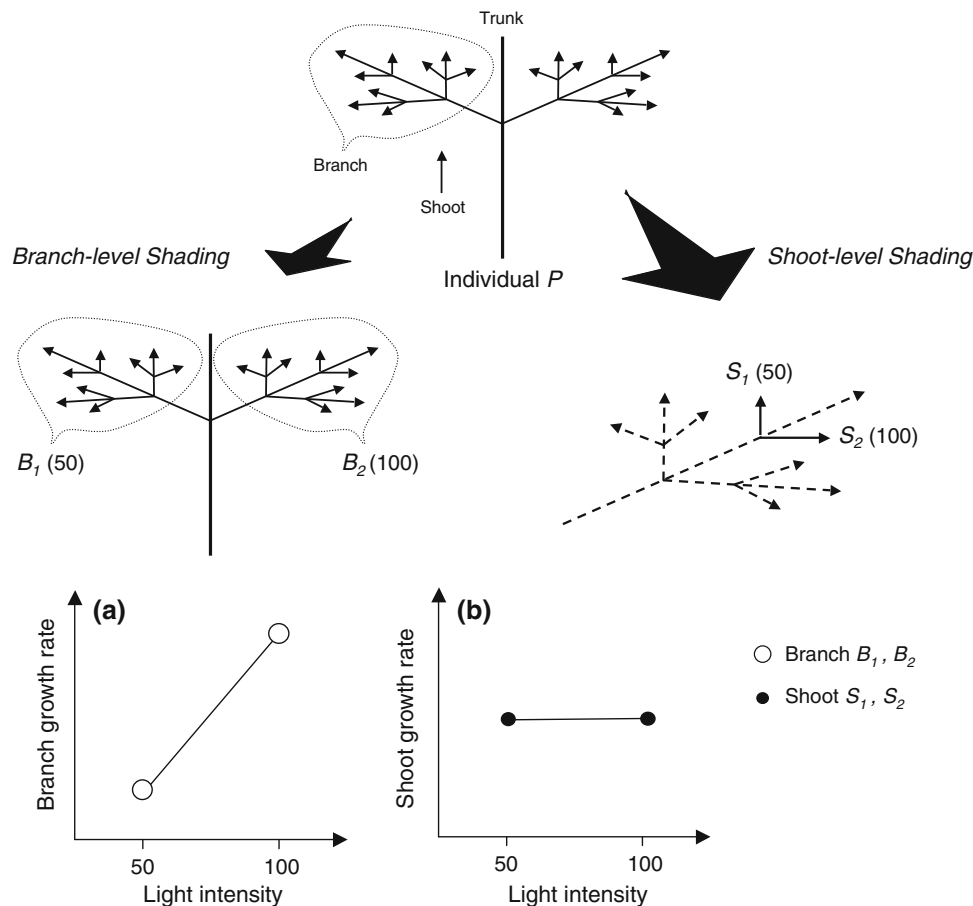 Trunk
Branch
Shoot
Branch-level Shading
Individual P
Shoot-level Shading
B1 (50)
B2 (100)
S1 (50)
S2 (100)
(a)
Branch growth rate
50
100
Light intensity
(b)
Shoot growth rate
50
100
Light intensity
Branch B1 , B2
Shoot S1 , S2